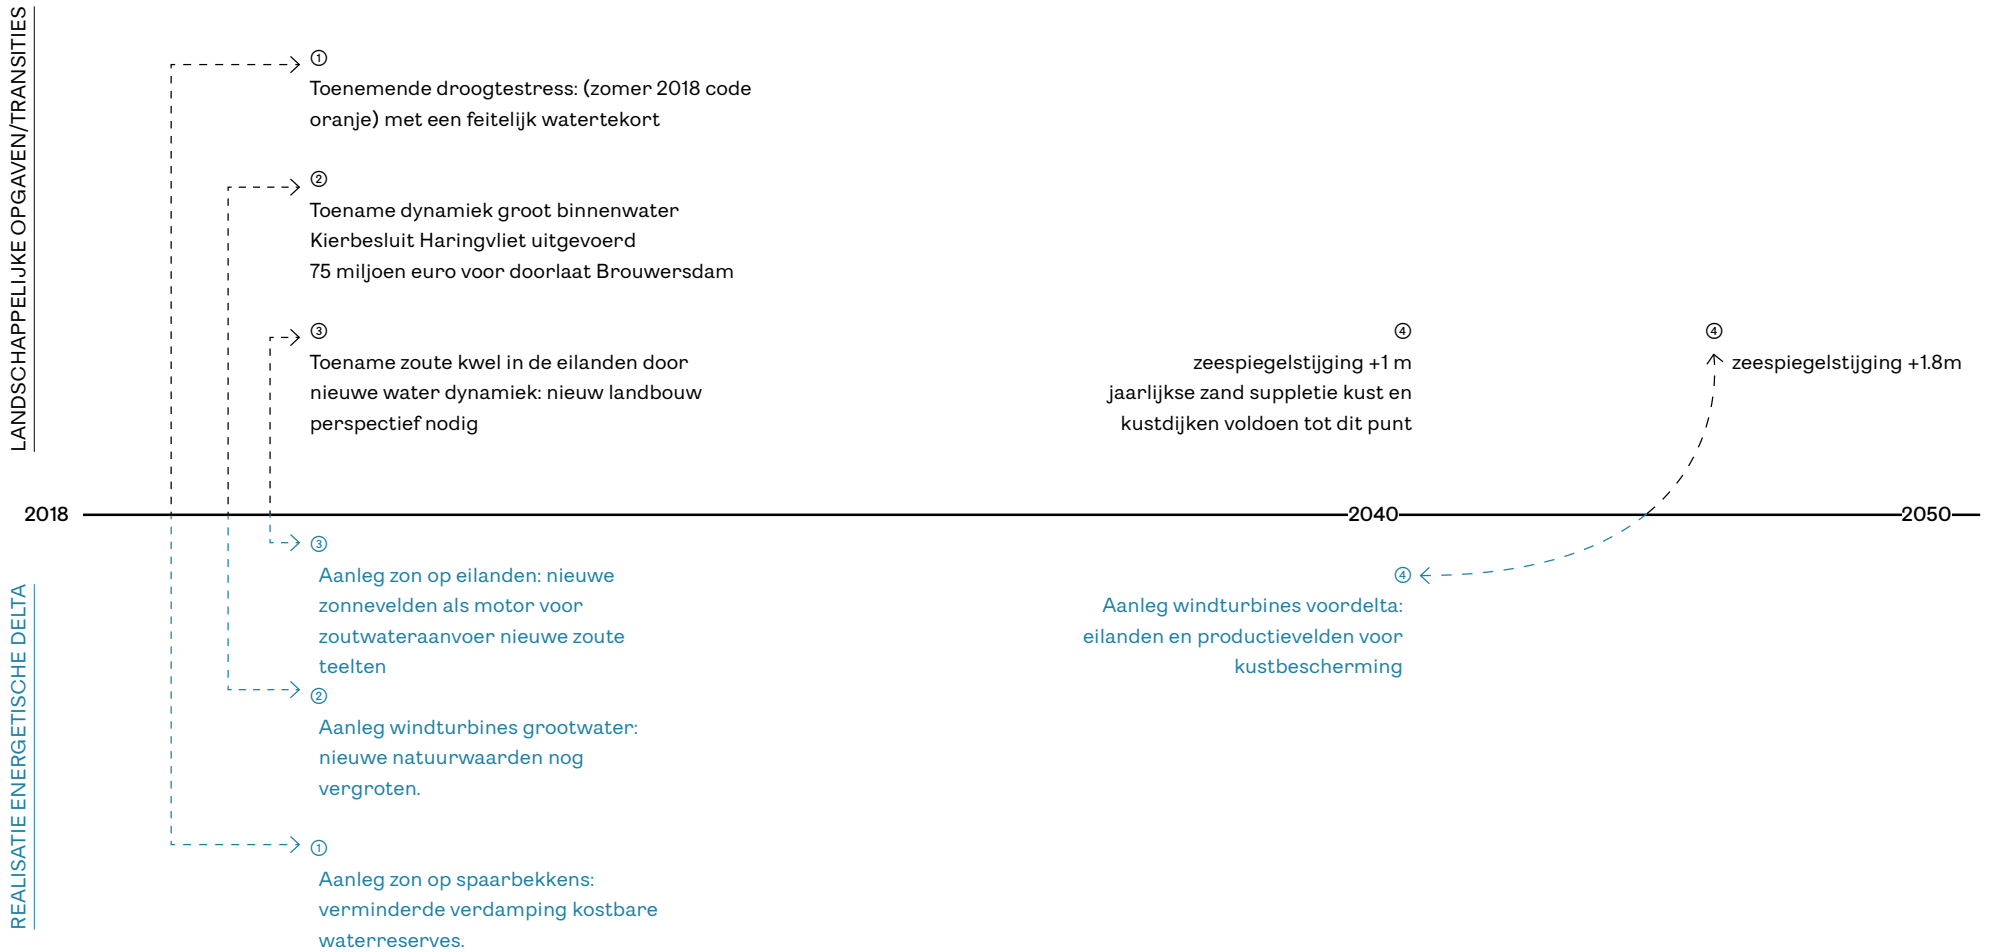 LANDSCHAPPELIJKE OPGAVEN/TRANSITIES
①
Toenemende droogtestress: (zomer 2018 code
oranje) met een feitelijk watertekort
②
Toename dynamiek groot binnenwater
Kierbesluit Haringvliet uitgevoerd
75 miljoen euro voor doorlaat Brouwersdam
③
Toename zoute kwel in de eilanden door
nieuwe water dynamiek: nieuw landbouw
perspectief nodig
④
zeespiegelstijging +1 m
jaarlijkse zand suppletie kust en
kustdijken voldoen tot dit punt
④
zeespiegelstijging +1.8m
2018
2040
2050
REALISATIE ENERGETISCHE DELTA
③
Aanleg zon op eilanden: nieuwe
zonnevelden als motor voor
zoutwateraanvoer nieuwe zoute
teelten
②
Aanleg windturbines grootwater:
nieuwe natuurwaarden nog
vergroten.
①
Aanleg zon op spaarbekkens:
verminderde verdamping kostbare
waterreserves.
④
Aanleg windturbines voordelta:
eilanden en productievelden voor
kustbescherming